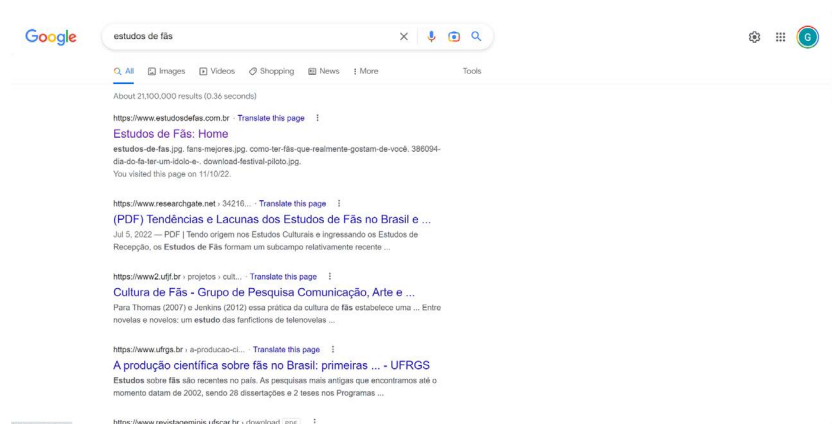 Google
estudos de fãs
G
All Images Videos Shopping News More Tools
About 21,100,000 results (0.36 seconds)
https://www.estudosdefas.com.br · Translate this page
Estudos de Fãs: Home
estudos-de-fas.jpg. fans-mejores.jpg. como-ter-fãs-que-realmente-gostam-de-você. 386094-
dia-do-fa-ter-um-idolo-e-. download-festival-piloto.jpg.
You visited this page on 11/10/22.
https://www.researchgate.net › 34216... · Translate this page
(PDF) Tendências e Lacunas dos Estudos de Fãs no Brasil e ...
Jul 5, 2022 — PDF | Tendo origem nos Estudos Culturais e ingressando os Estudos de
Recepção, os Estudos de Fãs formam um subcampo relativamente recente ...
https://www2.ufjf.br › projetos › cult... · Translate this page
Cultura de Fãs - Grupo de Pesquisa Comunicação, Arte e ...
Para Thomas (2007) e Jenkins (2012) essa prática da cultura de fãs estabelece uma ... Entre
novelas e novelos: um estudo das fanfictions de telenovelas ...
https://www.ufrgs.br › a-producao-ci... · Translate this page
A produção científica sobre fãs no Brasil: primeiras ... - UFRGS
Estudos sobre fãs são recentes no país. As pesquisas mais antigas que encontramos até o
momento datam de 2002, sendo 28 dissertações e 2 teses nos Programas ...
https://www.revistageminis.ufscar.br › download